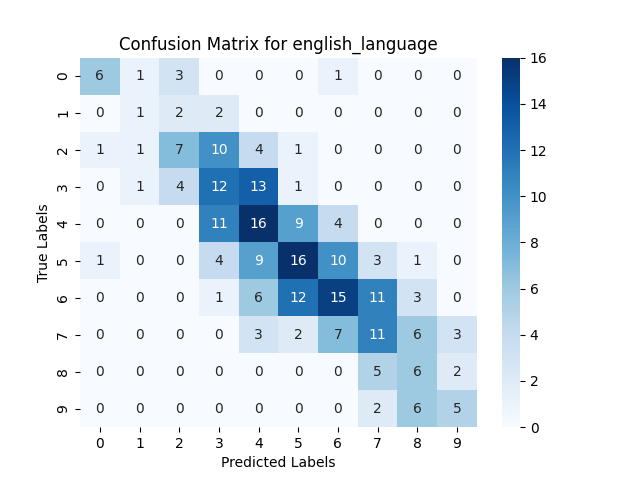 Confusion Matrix for english_language
0 6 1 3 0 0 0 1 0 0 0
1 0 1 2 2 0 0 0 0 0 0
2 1 1 7 10 4 1 0 0 0 0
3 0 1 4 12 13 1 0 0 0 0
4 0 0 0 11 16 9 4 0 0 0
5 1 0 0 4 9 16 10 3 1 0
6 0 0 0 1 6 12 15 11 3 0
7 0 0 0 0 3 2 7 11 6 3
8 0 0 0 0 0 0 0 5 6 2
9 0 0 0 0 0 0 0 2 6 5
0 1 2 3 4 5 6 7 8 9
True Labels
Predicted Labels
16
14
12
10
8
6
4
2
0